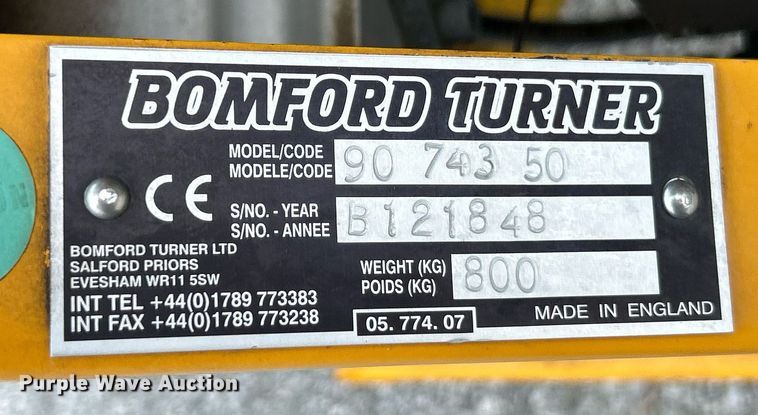 BOMFORD TURNER
MODEL/CODE
MODELE/CODE
90 743 50
S/NO. - YEAR
S/NO. - ANNEE
B121848
BOMFORD TURNER LTD
SALFORD PRIORS
EVESHAM WR11 5SW
INT TEL +44(0)1789 773383
INT FAX +44(0)1789 773238
WEIGHT (KG)
POIDS (KG)
800
05. 774. 07
MADE IN ENGLAND
CE
Purple Wave Auction